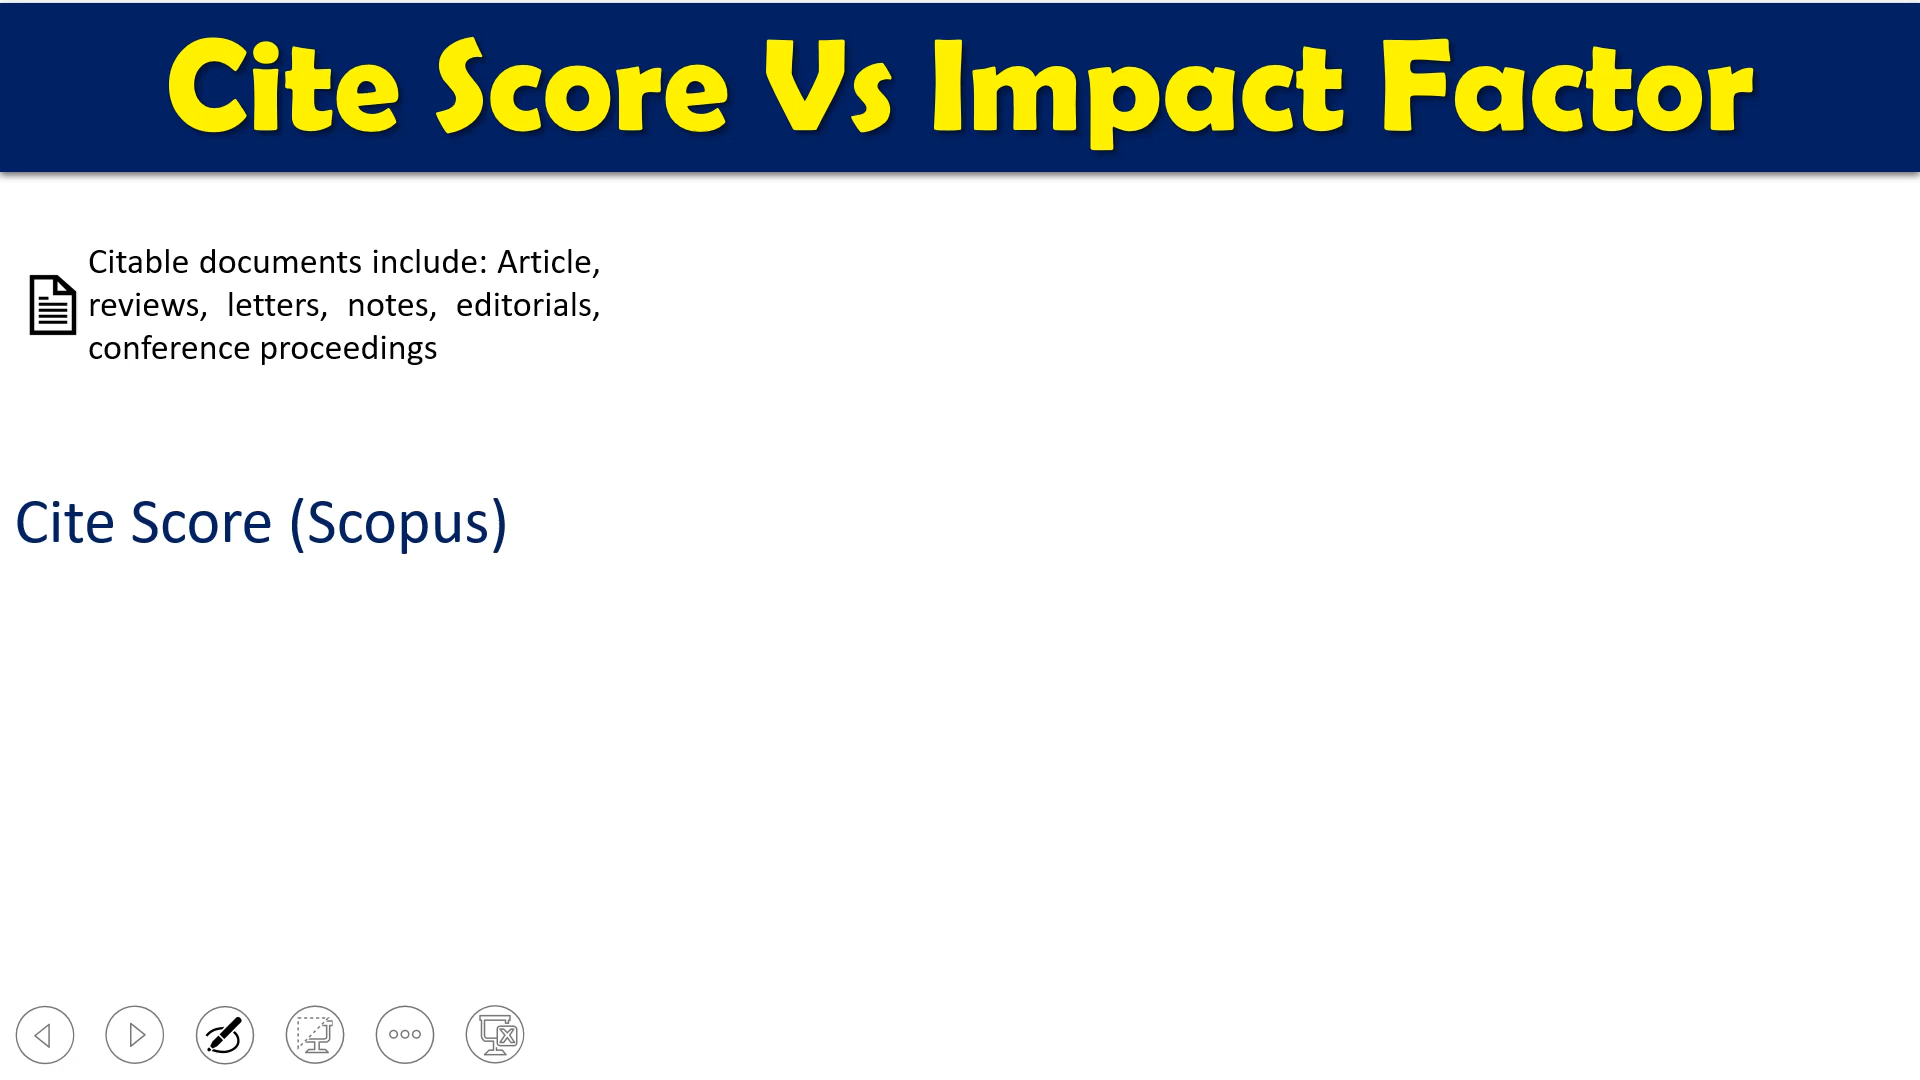 Cite Score Vs Impact Factor
Citable documents include: Article,
reviews, letters, notes, editorials,
conference proceedings
Cite Score (Scopus)